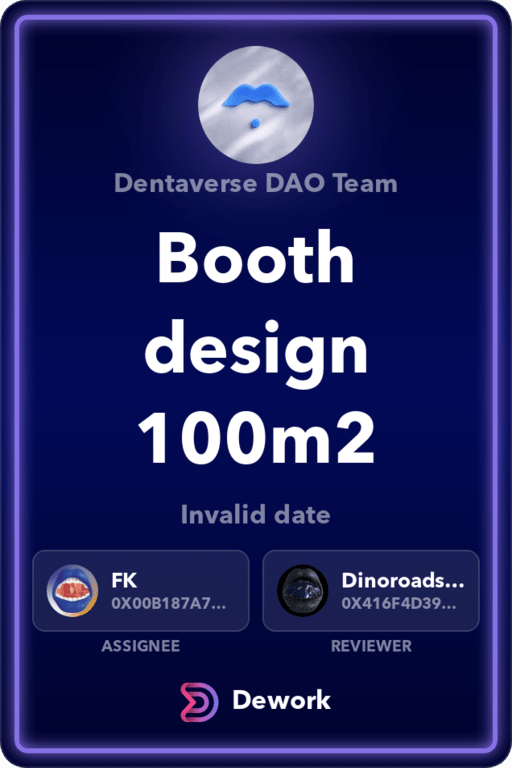 Dentaverse DAO Team
Booth
design
100m2
Invalid date
FK
0X00B187A7...
Dinoroads...
0X416F4D39...
ASSIGNEE
REVIEWER
Dework